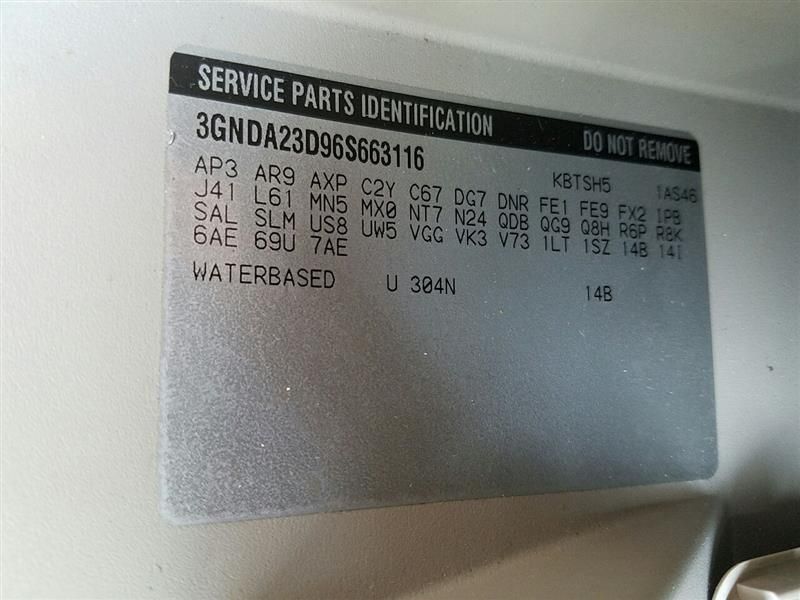 SERVICE PARTS IDENTIFICATION DO NOT REMOVE
3GNDA23D96S663116 KBTSH5 1AS46
AP3 AR9 AXP C2Y C67 DG7 DNR FE1 FE9 FX2 IPB
J41 L61 MN5 MX0 NT7 N24 QDB QG9 Q8H R6P R8K
SAL SLM US8 UW5 VGG VK3 V73 1LT 1SZ 14B 14I
6AE 69U 7AE
WATERBASED U 304N 14B